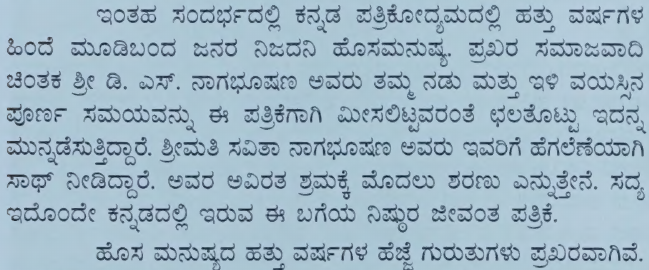 ಇಂತಹ ಸಂದರ್ಭದಲ್ಲಿ ಕನ್ನಡ ಪತ್ರಿಕೋದ್ಯಮದಲ್ಲಿ ಹತ್ತು ವರ್ಷಗಳ
ಹಿಂದೆ ಮೂಡಿಬಂದ ಜನರ ನಿಜದನಿ ಹೊಸಮನುಷ್ಯ. ಪ್ರಖರ ಸಮಾಜವಾದಿ
ಚಿಂತಕ ಶ್ರೀ ಡಿ. ಎಸ್. ನಾಗಭೂಷಣ ಅವರು ತಮ್ಮ ನಡು ಮತ್ತು ಇಳಿ ವಯಸ್ಸಿನ
ಪೂರ್ಣ ಸಮಯವನ್ನು ಈ ಪತ್ರಿಕೆಗಾಗಿ ಮೀಸಲಿಟ್ಟವರಂತೆ ಛಲತೊಟ್ಟು ಇದನ್ನ
ಮುನ್ನಡೆಸುತ್ತಿದ್ದಾರೆ. ಶ್ರೀಮತಿ ಸವಿತಾ ನಾಗಭೂಷಣ ಅವರು ಇವರಿಗೆ ಹೆಗಲೆಣೆಯಾಗಿ
ಸಾಥ್ ನೀಡಿದ್ದಾರೆ. ಅವರ ಅವಿರತ ಶ್ರಮಕ್ಕೆ ಮೊದಲು ಶರಣು ಎನ್ನುತ್ತೇನೆ. ಸದ್ಯ
ಇದೊಂದೇ ಕನ್ನಡದಲ್ಲಿ ಇರುವ ಈ ಬಗೆಯ ನಿಷ್ಠುರ ಜೀವಂತ ಪತ್ರಿಕೆ.
ಹೊಸ ಮನುಷ್ಯದ ಹತ್ತು ವರ್ಷಗಳ ಹೆಜ್ಜೆ ಗುರುತುಗಳು ಪ್ರಖರವಾಗಿವೆ.